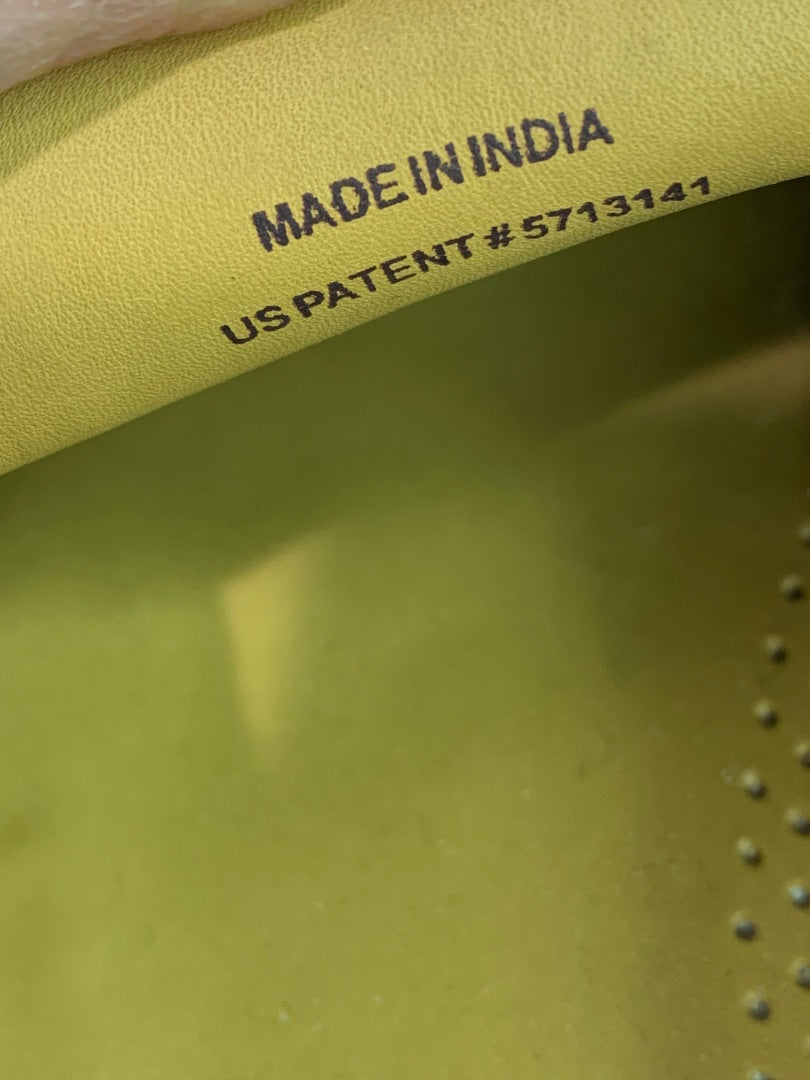 MADE IN INDIA
US PATENT # 5713141